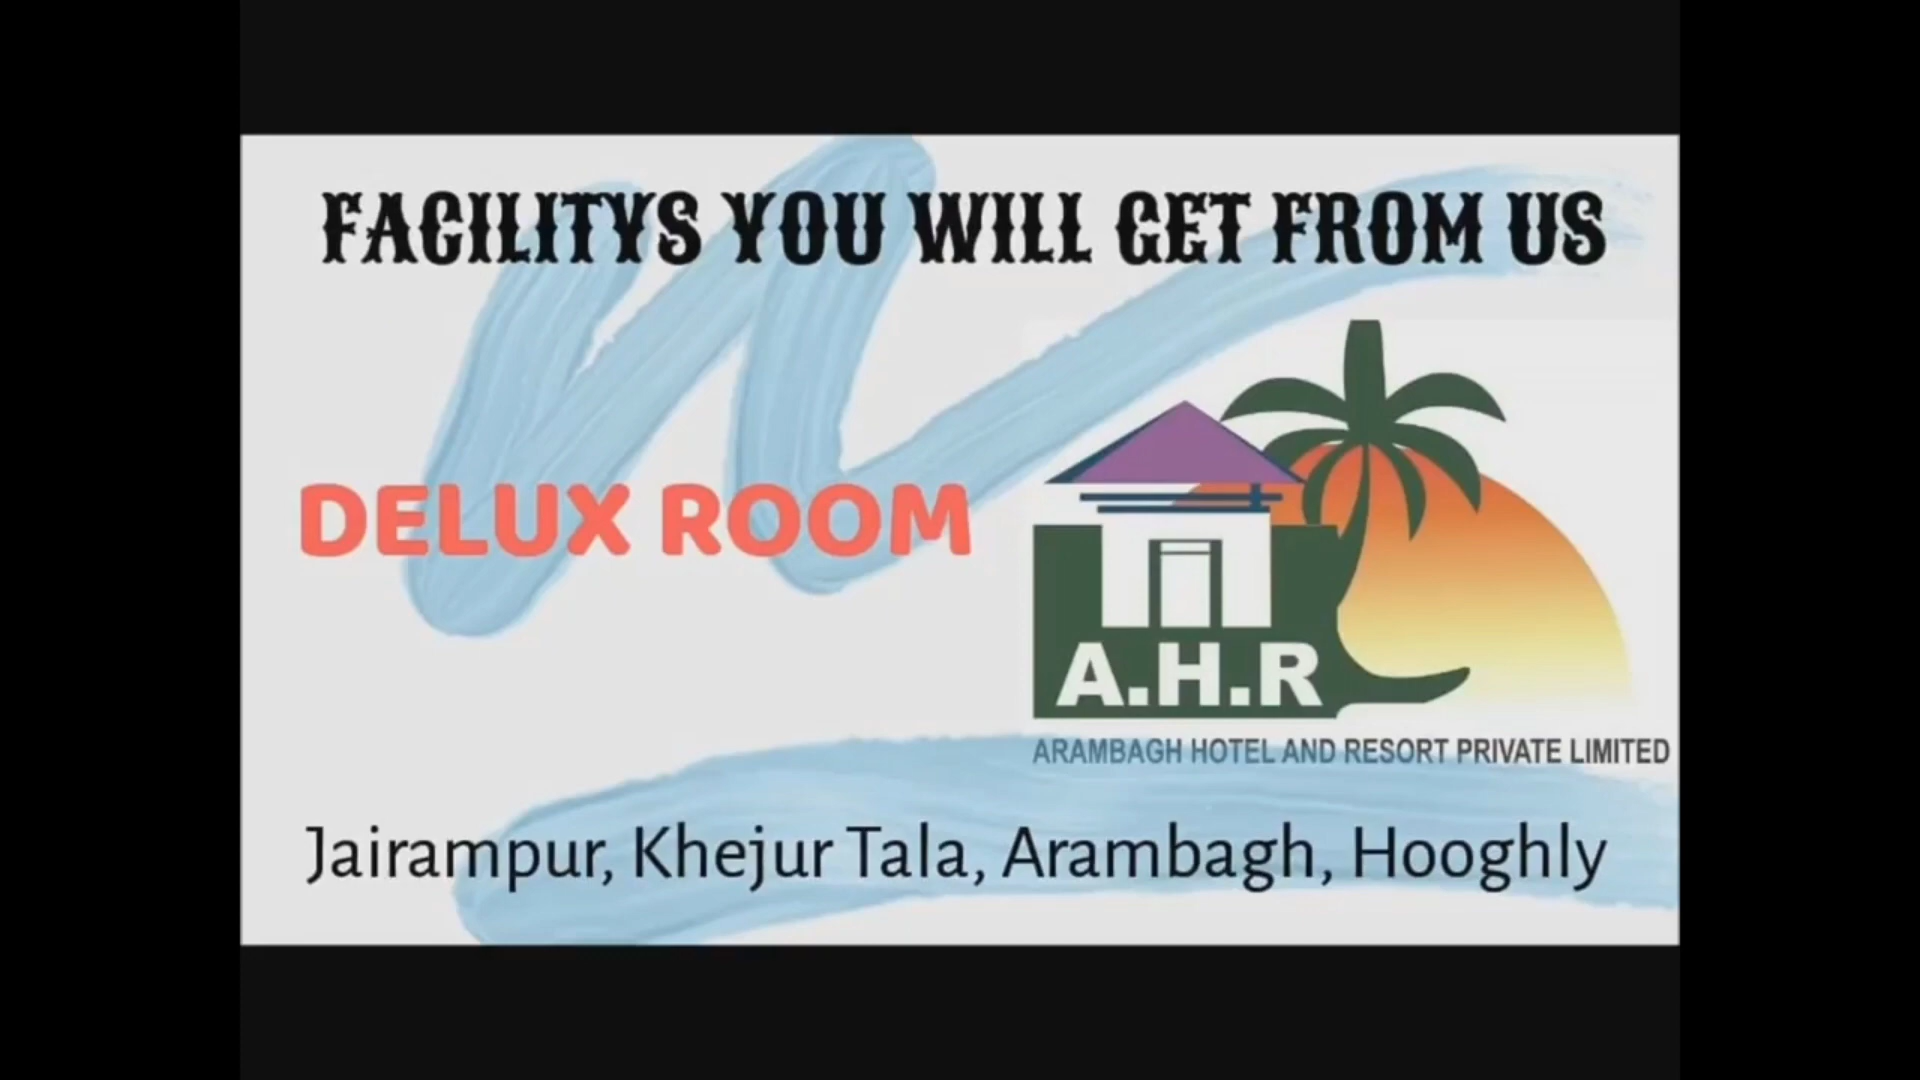 FACILITYS YOU WILL GET FROM US
DELUX ROOM
A.H.R
ARAMBAGH HOTEL AND RESORT PRIVATE LIMITED
Jairampur, Khejur Tala, Arambagh, Hooghly